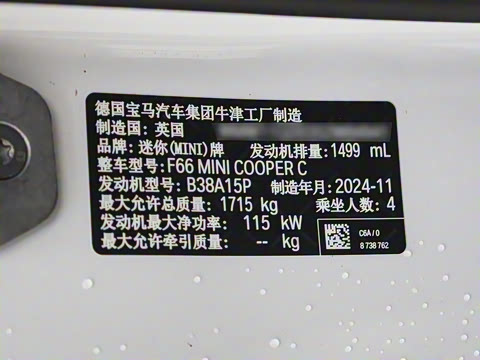 德国宝马汽车集团牛津工厂制造
制造国: 英国
品牌: 迷你(MINI)牌 发动机排量: 1499 mL
整车型号: F66 MINI COOPER C
发动机型号: B38A15P 制造年月: 2024-11
最大允许总质量: 1715 kg 乘坐人数: 4
发动机最大净功率: 115 kW
最大允许牵引质量: -- kg
C6A / 0
8 738 762